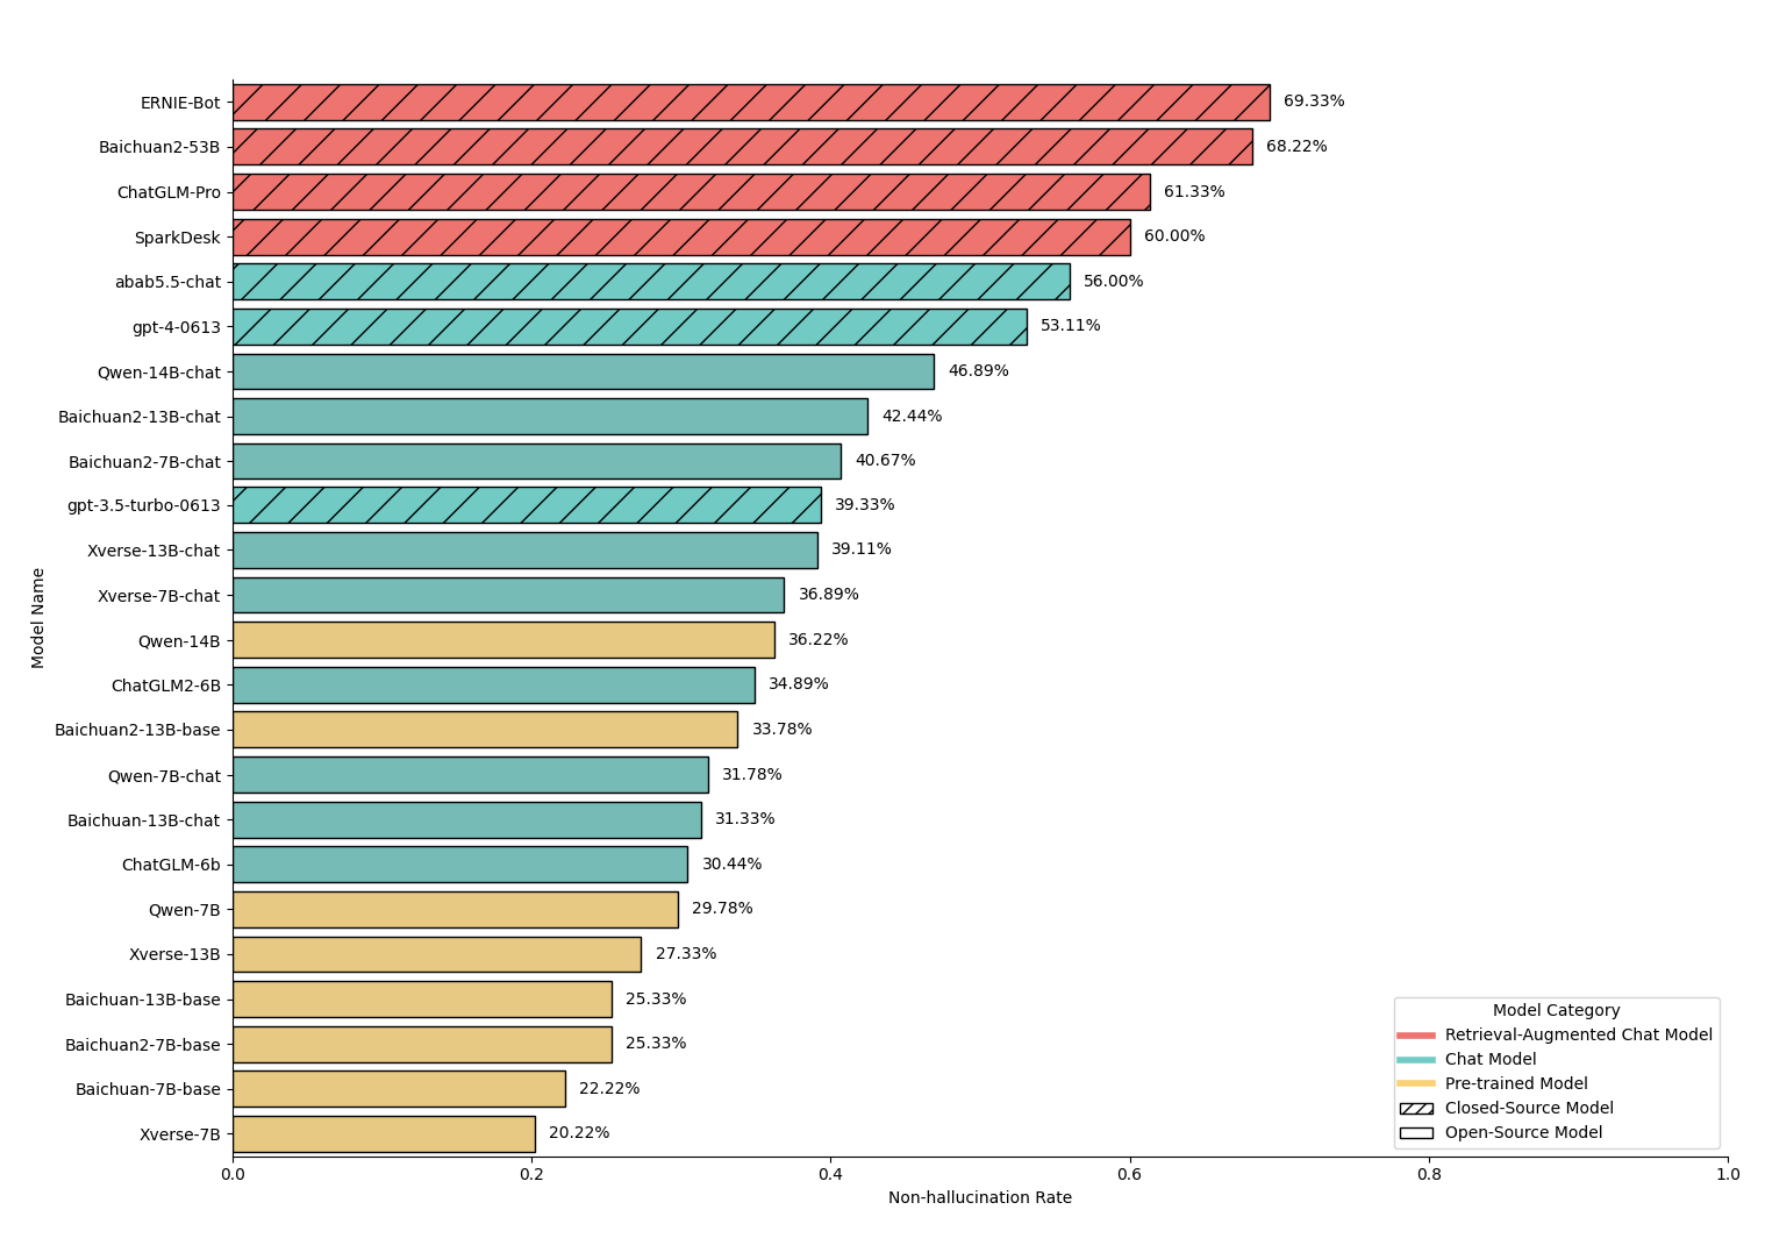 ERNIE-Bot 69.33%
Baichuan2-53B 68.22%
ChatGLM-Pro 61.33%
SparkDesk 60.00%
abab5.5-chat 56.00%
gpt-4-0613 53.11%
Qwen-14B-chat 46.89%
Baichuan2-13B-chat 42.44%
Baichuan2-7B-chat 40.67%
gpt-3.5-turbo-0613 39.33%
Xverse-13B-chat 39.11%
Xverse-7B-chat 36.89%
Qwen-14B 36.22%
ChatGLM2-6B 34.89%
Baichuan2-13B-base 33.78%
Qwen-7B-chat 31.78%
Baichuan-13B-chat 31.33%
ChatGLM-6b 30.44%
Qwen-7B 29.78%
Xverse-13B 27.33%
Baichuan-13B-base 25.33%
Baichuan2-7B-base 25.33%
Baichuan-7B-base 22.22%
Xverse-7B 20.22%
Model Name
0.0 0.2 0.4 0.6 0.8 1.0
Non-hallucination Rate
Model Category
Retrieval-Augmented Chat Model
Chat Model
Pre-trained Model
Closed-Source Model
Open-Source Model